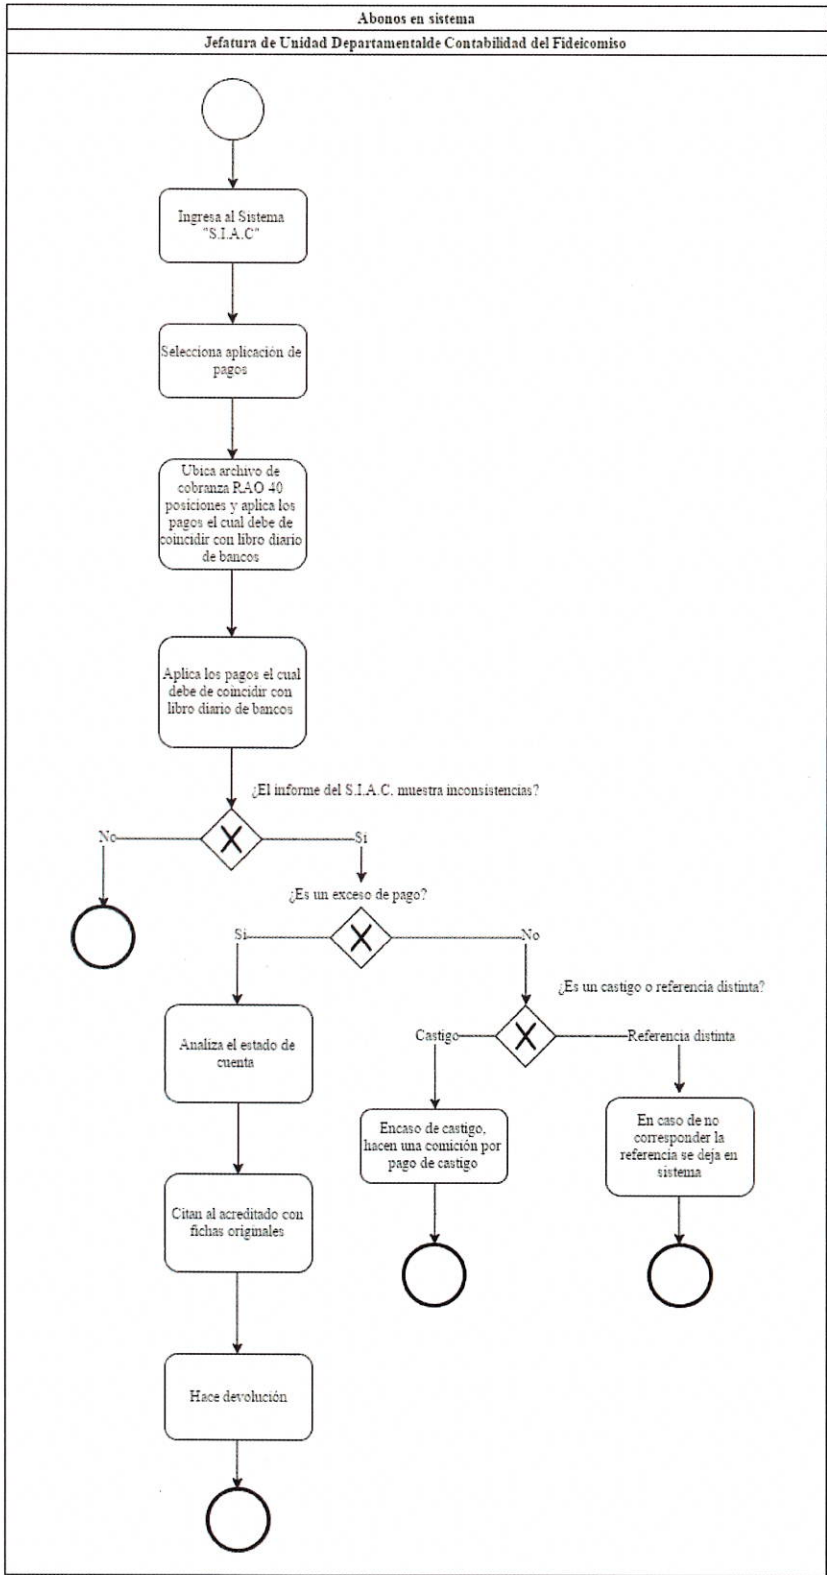 Abonos en sistema
Jefatura de Unidad Departamentalde Contabilidad del Fideicomiso
Ingresa al Sistema
"S.I.A.C"
Selecciona aplicación de
pagos
Ubica archivo de
cobranza RAO 40
posiciones y aplica los
pagos el cual debe de
coincidir con libro diario
de bancos
Aplica los pagos el cual
debe de coincidir con
libro diario de bancos
¿El informe del S.I.A.C. muestra inconsistencias?
No
Si
¿Es un exceso de pago?
Si
No
¿Es un castigo o referencia distinta?
Castigo
Referencia distinta
Analiza el estado de
cuenta
Encaso de castigo,
hacen una comición por
pago de castigo
En caso de no
corresponder la
referencia se deja en
sistema
Citan al acreditado con
fichas originales
Hace devolución